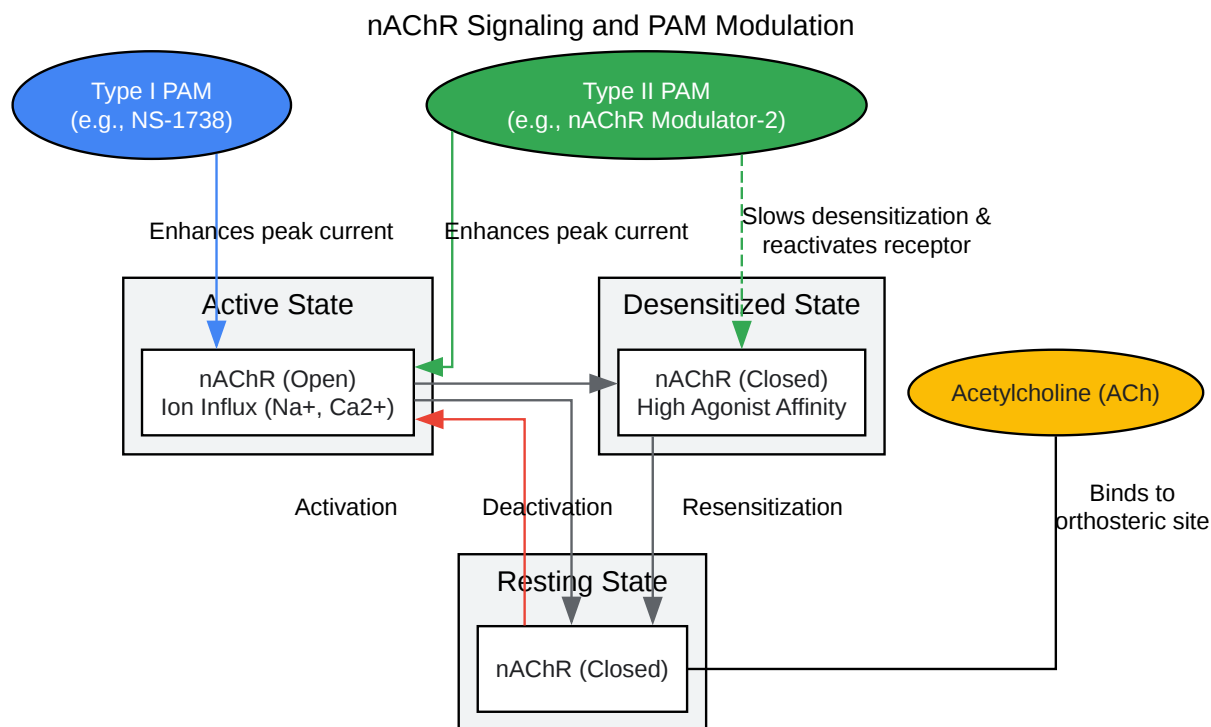 nAChR Signaling and PAM Modulation
Type I PAM
(e.g., NS-1738)
Type II PAM
(e.g., nAChR Modulator-2)
Enhances peak current
Enhances peak current
Slows desensitization &
reactivates receptor
Active State
nAChR (Open)
Ion Influx (Na+, Ca2+)
Desensitized State
nAChR (Closed)
High Agonist Affinity
Acetylcholine (ACh)
Activation
Deactivation
Resensitization
Binds to
orthosteric site
Resting State
nAChR (Closed)